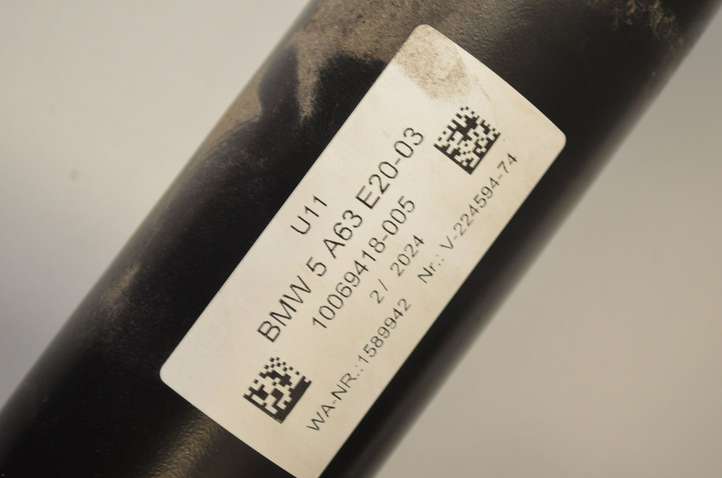 U11
BMW 5 A63 E20-03
10069418-005
2/ 2024
WA-NR.:1589942 Nr.: V-224594-74